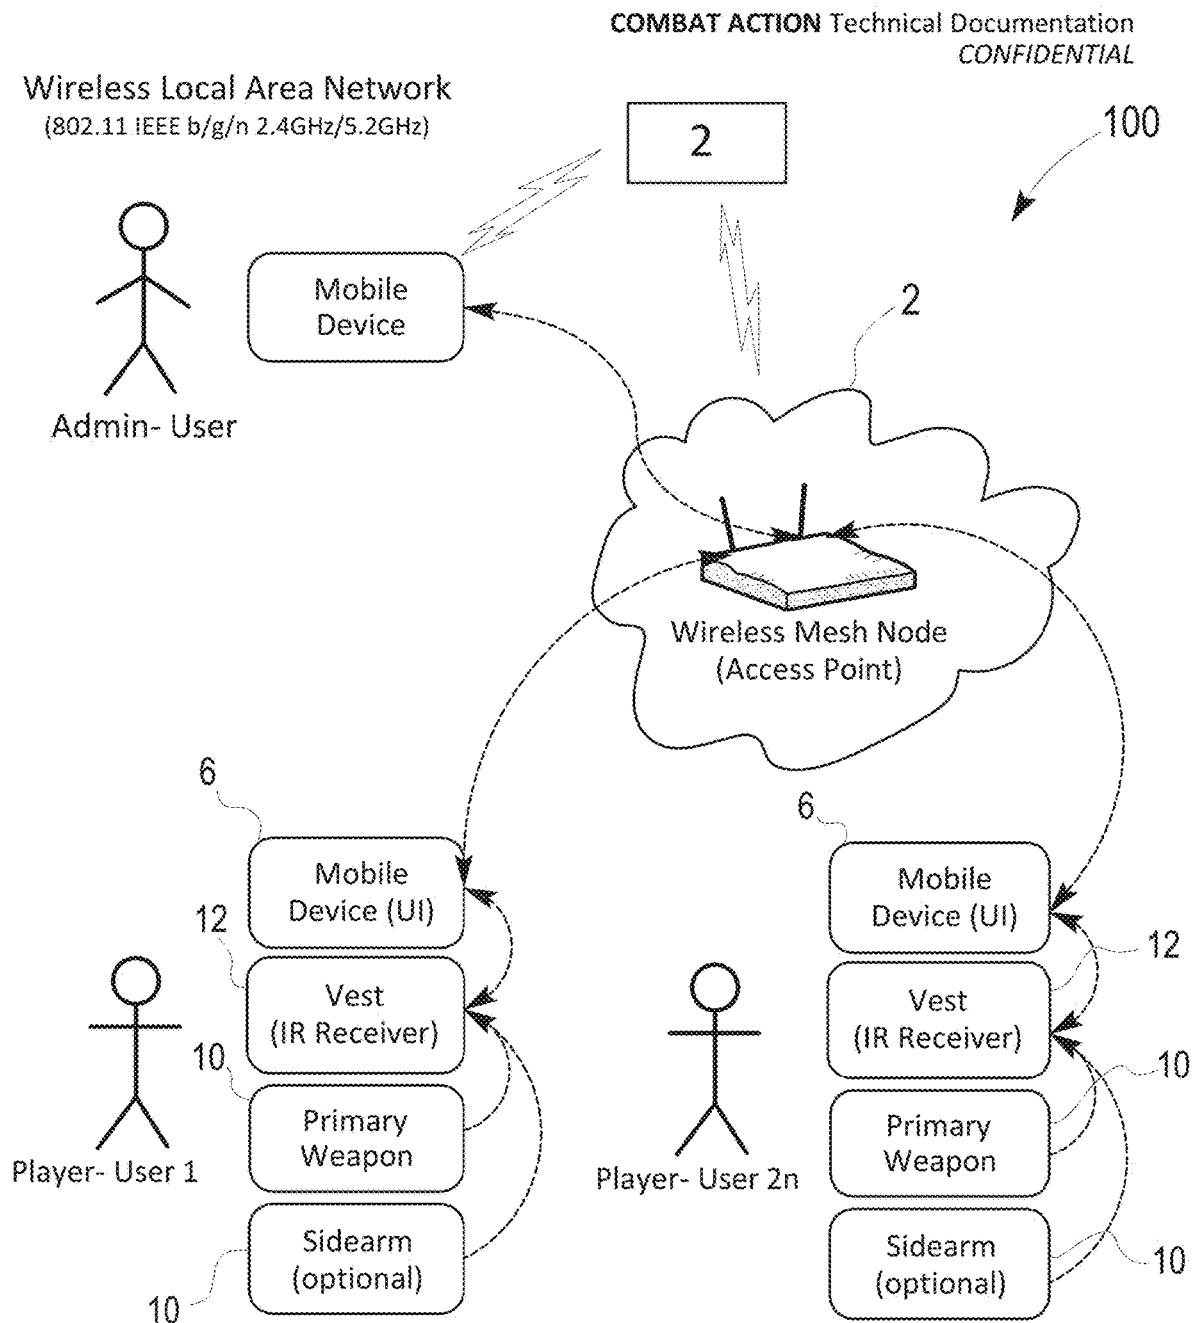 COMBAT ACTION Technical Documentation
CONFIDENTIAL
Wireless Local Area Network
(802.11 IEEE b/g/n 2.4GHz/5.2GHz)
2
100
Mobile
Device
Admin- User
2
Wireless Mesh Node
(Access Point)
6
Mobile
Device (UI)
12
Vest
(IR Receiver)
10
Primary
Weapon
Player- User 1
Sidearm
(optional)
10
6
Mobile
Device (UI)
12
Vest
(IR Receiver)
10
Primary
Weapon
Player- User 2n
Sidearm
(optional)
10